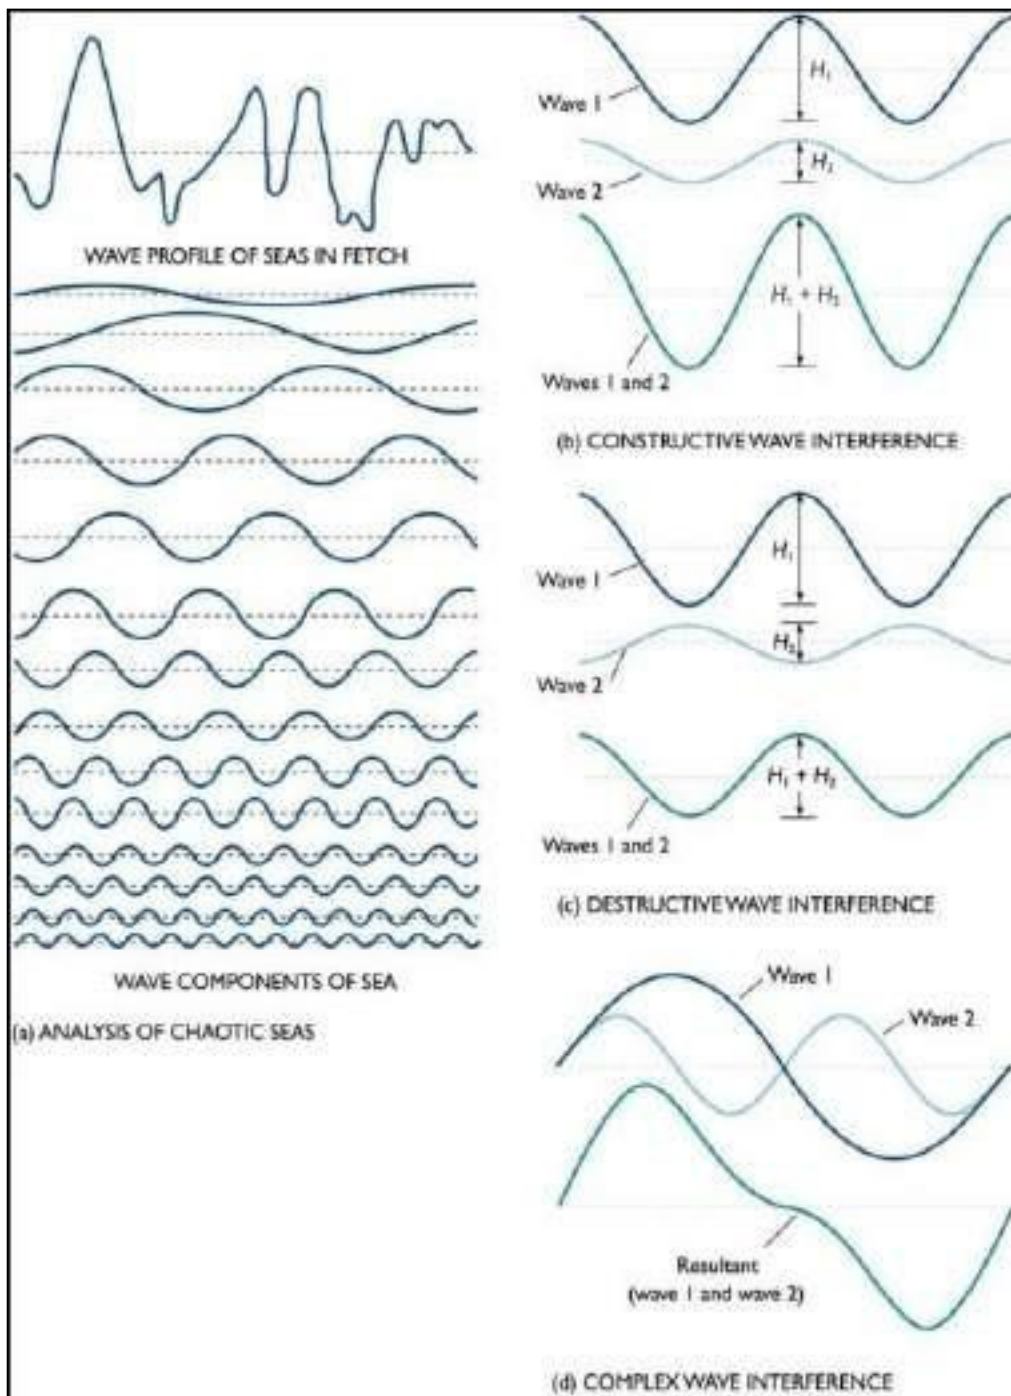 WAVE PROFILE OF SEAS IN FETCH
WAVE COMPONENTS OF SEA
(a) ANALYSIS OF CHAOTIC SEAS
H₁
Wave 1
H₂
Wave 2
H₁ + H₂
Waves 1 and 2
(b) CONSTRUCTIVE WAVE INTERFERENCE
H₁
Wave 1
H₂
Wave 2
H₁ + H₂
Waves 1 and 2
(c) DESTRUCTIVE WAVE INTERFERENCE
Wave 1
Wave 2
Resultant
(wave 1 and wave 2)
(d) COMPLEX WAVE INTERFERENCE